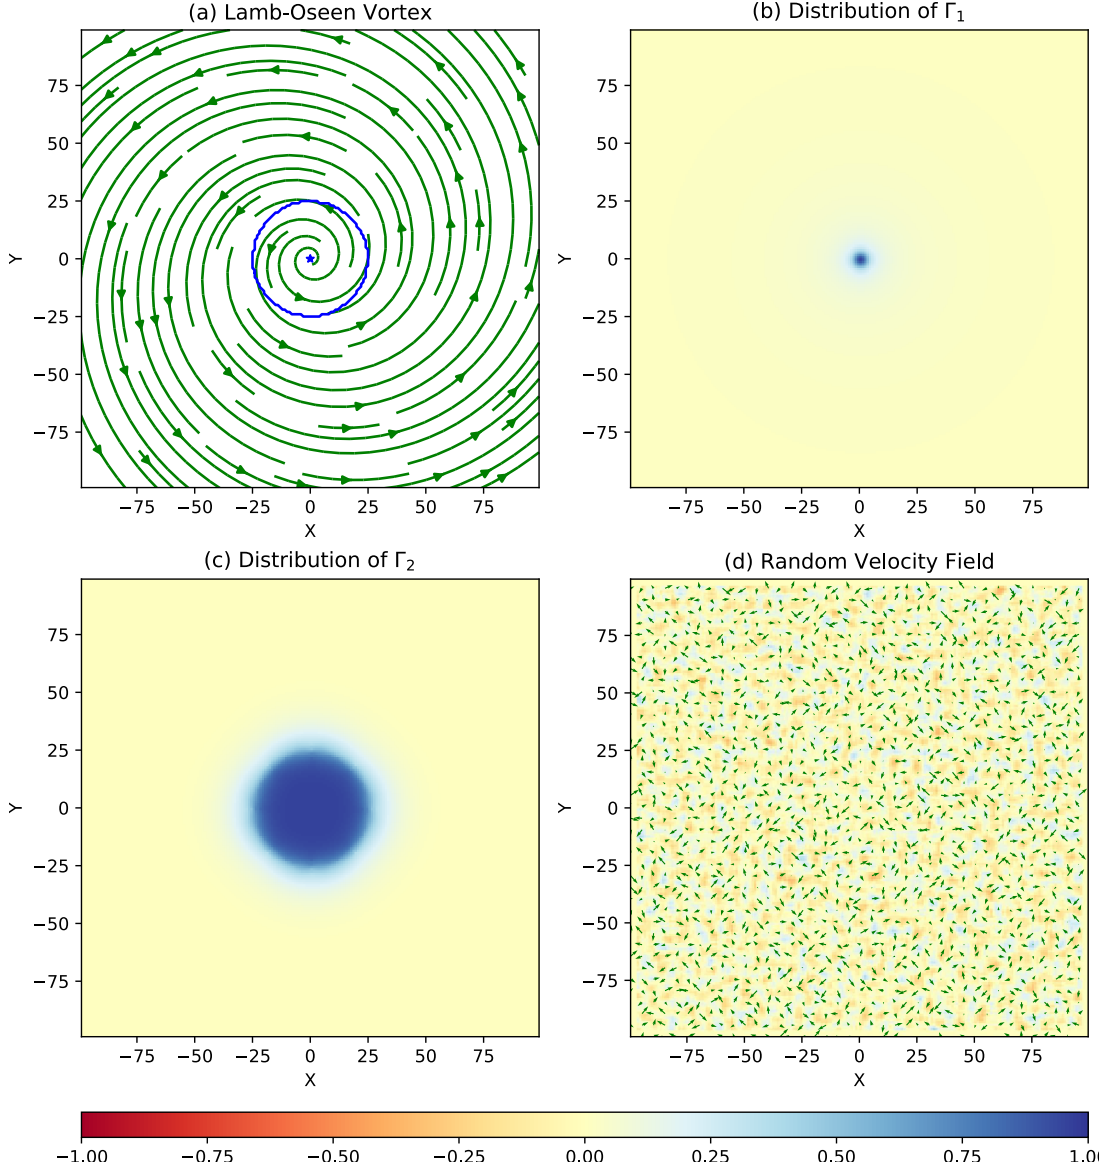 (a) Lamb-Oseen Vortex
(b) Distribution of Γ₁
75
50
25
0
−25
−50
−75
Y
−75 −50 −25 0 25 50 75
X
75
50
25
0
−25
−50
−75
Y
−75 −50 −25 0 25 50 75
X
(c) Distribution of Γ₂
(d) Random Velocity Field
75
50
25
0
−25
−50
−75
Y
−75 −50 −25 0 25 50 75
X
75
50
25
0
−25
−50
−75
Y
−75 −50 −25 0 25 50 75
X
−1.00 −0.75 −0.50 −0.25 0.00 0.25 0.50 0.75 1.00